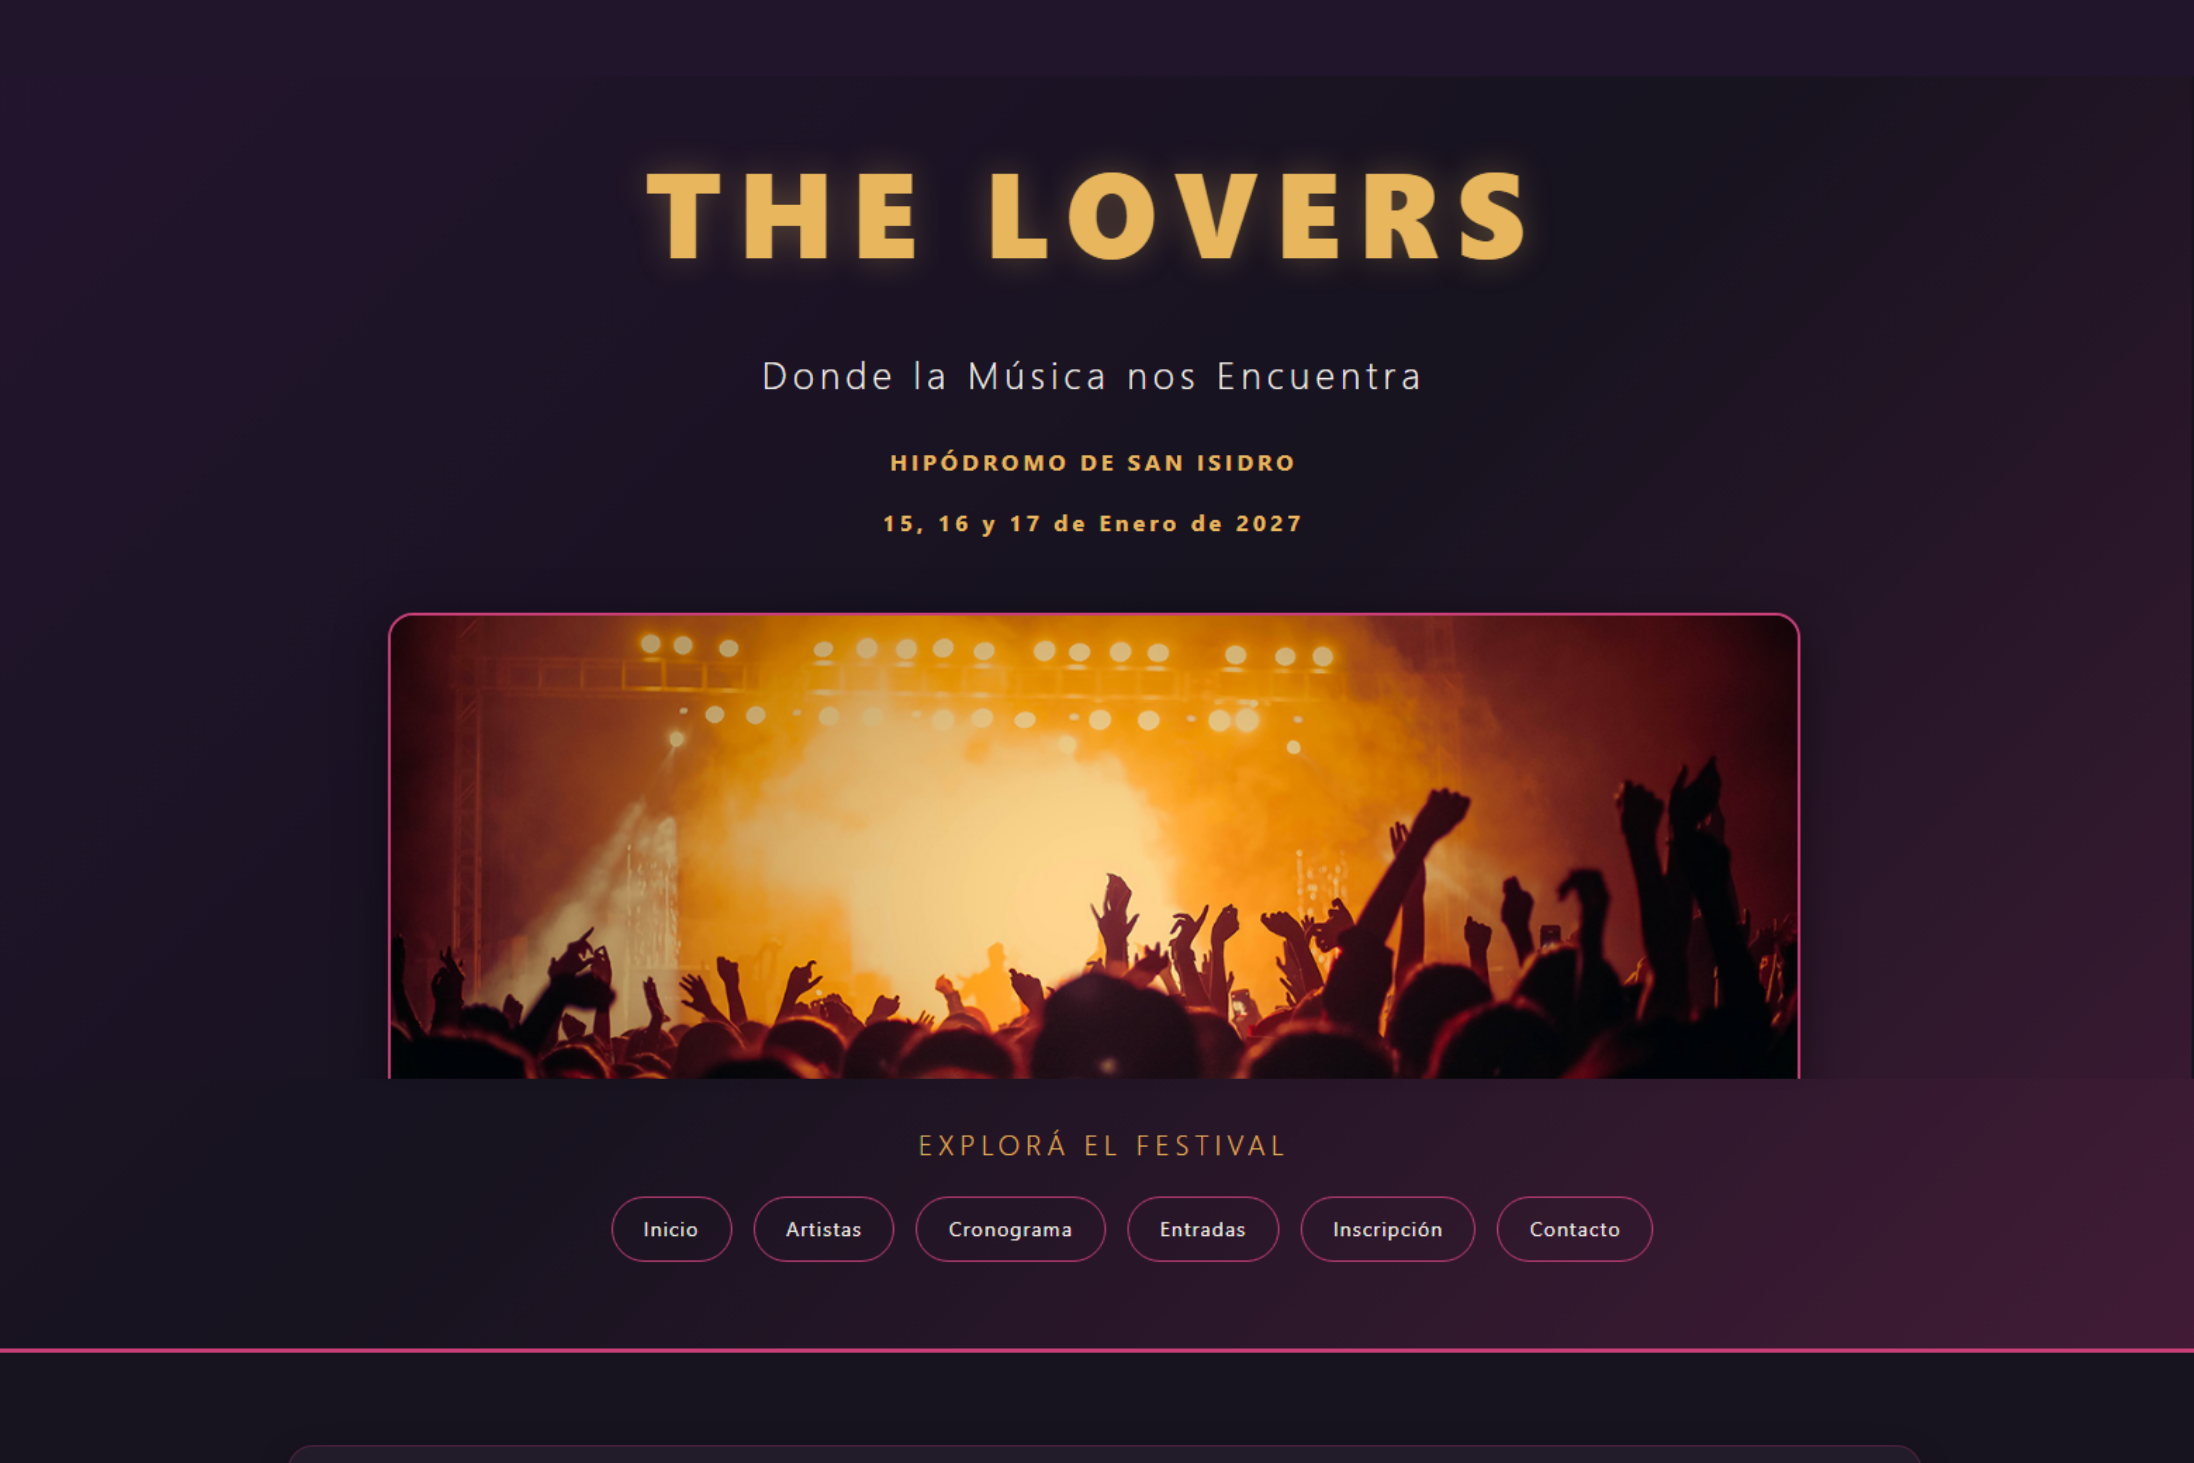 THE LOVERS
Donde la Música nos Encuentra
HIPÓDROMO DE SAN ISIDRO
15, 16 y 17 de Enero de 2027
EXPLORÁ EL FESTIVAL
Inicio
Artistas
Cronograma
Entradas
Inscripción
Contacto